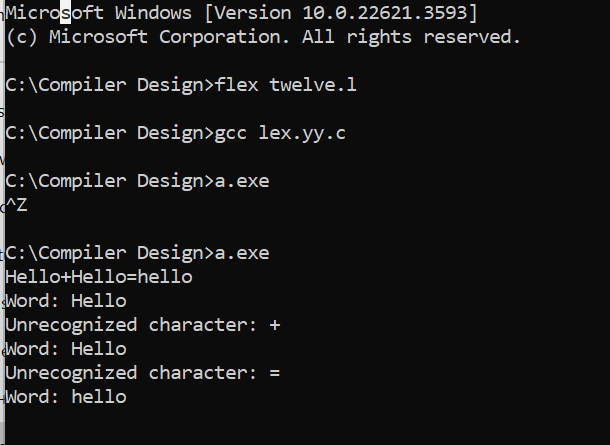 Microsoft Windows [Version 10.0.22621.3593]
(c) Microsoft Corporation. All rights reserved.
C:\Compiler Design>flex twelve.l
C:\Compiler Design>gcc lex.yy.c
C:\Compiler Design>a.exe
^Z
C:\Compiler Design>a.exe
Hello+Hello=hello
Word: Hello
Unrecognized character: +
Word: Hello
Unrecognized character: =
Word: hello